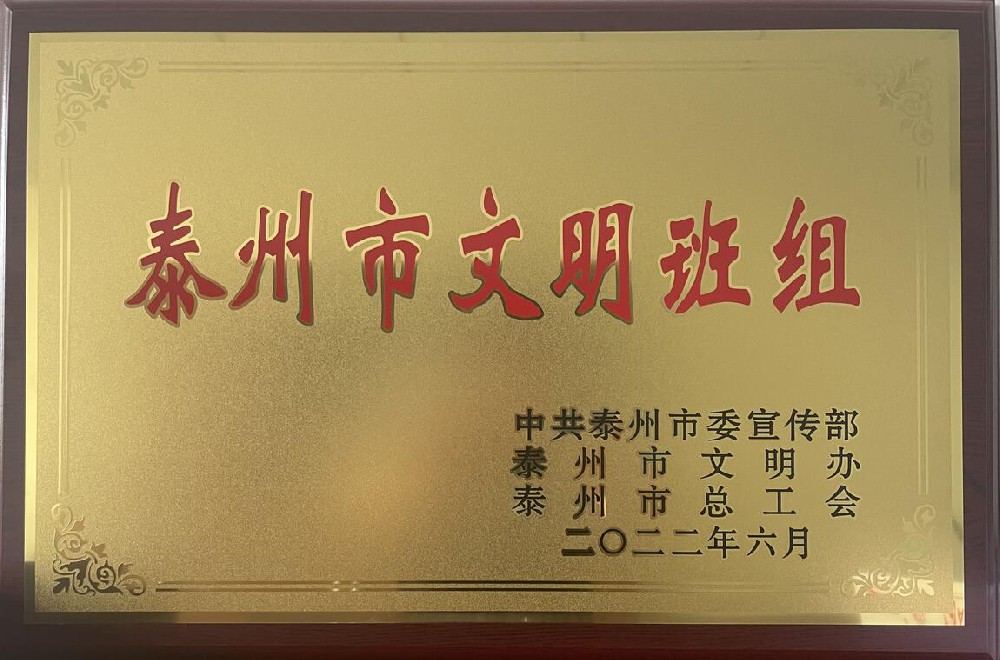 泰州市文明班组
中共泰州市委宣传部
泰州市文明办
泰州市总工会
二〇二二年六月